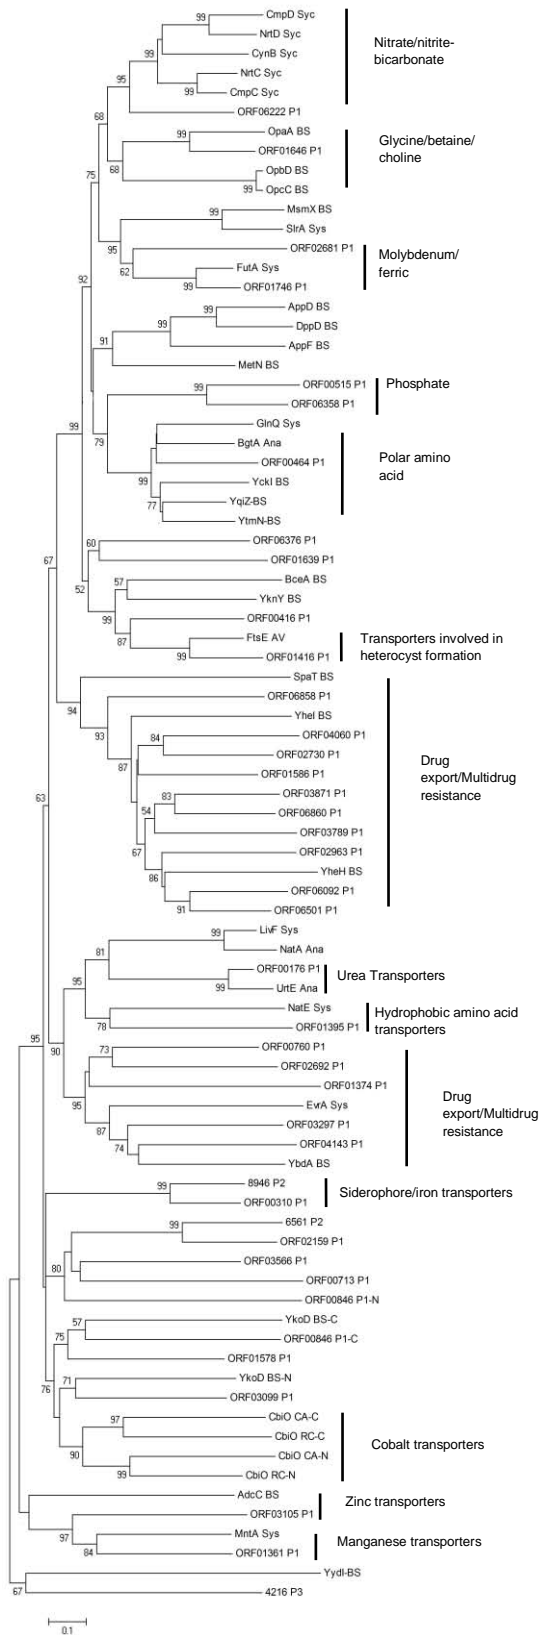 CmpD Syc
99
NrtD Syc
Nitrate/nitrite-
bicarbonate
99
CynB Syc
NrtC Syc
95
99
CmpC Syc
ORF06222 P1
68
OpaA BS
99
ORF01646 P1
Glycine/betaine/
choline
68
OpbD BS
99
OpcC BS
75
MsmX BS
99
SlrA Sys
95
ORF02681 P1
Molybdenum/
ferric
62
FutA Sys
99
ORF01746 P1
92
AppD BS
99
DppD BS
99
AppF BS
91
MetN BS
ORF00515 P1
Phosphate
99
ORF06358 P1
99
79
GlnQ Sys
BgtA Ana
ORF00464 P1
Polar amino
acid
99
YckI BS
77
YqiZ-BS
YtmN-BS
60
ORF06376 P1
ORF01639 P1
67
52
57
BceA BS
YknY BS
99
ORF00416 P1
87
FtsE AV
99
ORF01416 P1
Transporters involved in
heterocyst formation
SpaT BS
94
ORF06858 P1
93
YheI BS
84
ORF04060 P1
87
ORF02730 P1
Drug
export/Multidrug
resistance
ORF01586 P1
83
ORF03871 P1
63
54
ORF06860 P1
ORF03789 P1
67
ORF02963 P1
86
YheH BS
ORF06092 P1
91
ORF06501 P1
99
LivF Sys
NatA Ana
81
ORF00176 P1
Urea Transporters
99
UrtE Ana
95
NatE Sys
78
ORF01395 P1
Hydrophobic amino acid
transporters
95
90
73
ORF00760 P1
ORF02692 P1
ORF01374 P1
95
EvrA Sys
Drug
export/Multidrug
resistance
87
ORF03297 P1
74
ORF04143 P1
YbdA BS
99
8946 P2
ORF00310 P1
Siderophore/iron transporters
99
6561 P2
ORF02159 P1
80
ORF03566 P1
ORF00713 P1
ORF00846 P1-N
57
YkoD BS-C
75
ORF00846 P1-C
ORF01578 P1
76
71
YkoD BS-N
ORF03099 P1
97
CbiO CA-C
CbiO RC-C
Cobalt transporters
90
CbiO CA-N
99
CbiO RC-N
AdcC BS
ORF03105 P1
Zinc transporters
97
MntA Sys
84
ORF01361 P1
Manganese transporters
YydI-BS
67
4216 P3
0.1